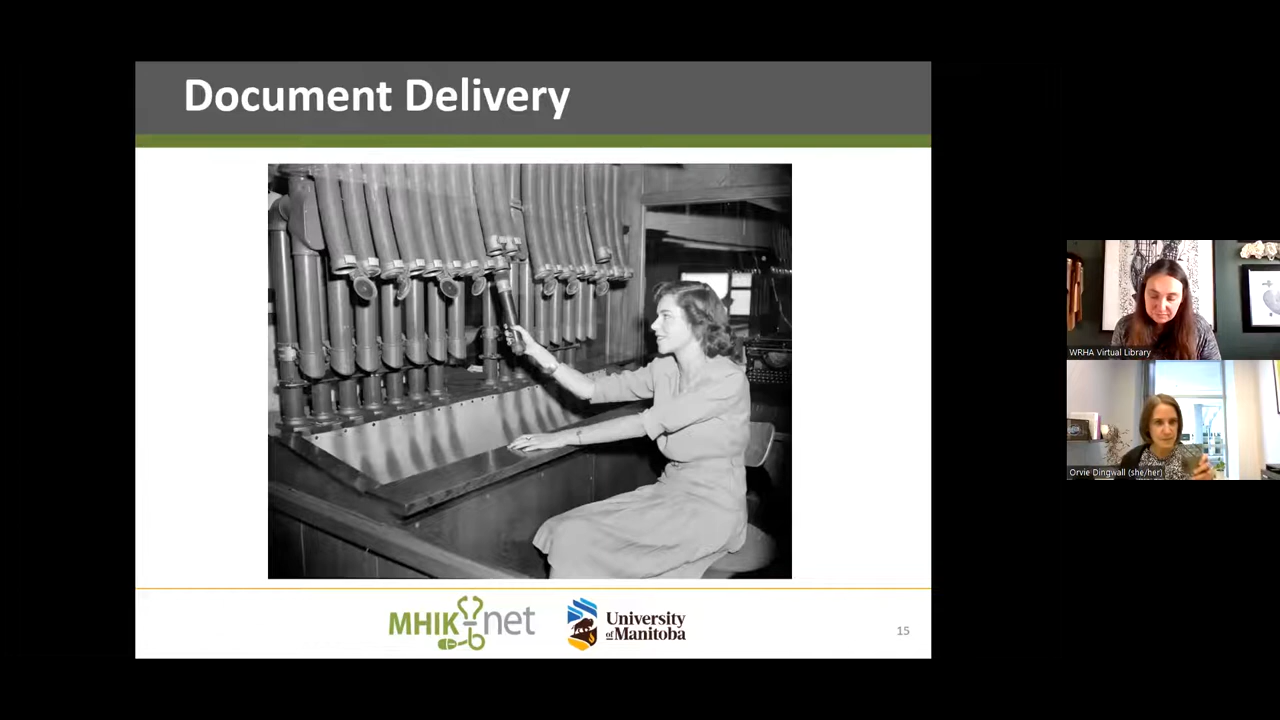 Document Delivery
WRHA Virtual Library
Orvie Dingwall (she/her)
MHIK-net
University
of Manitoba
15